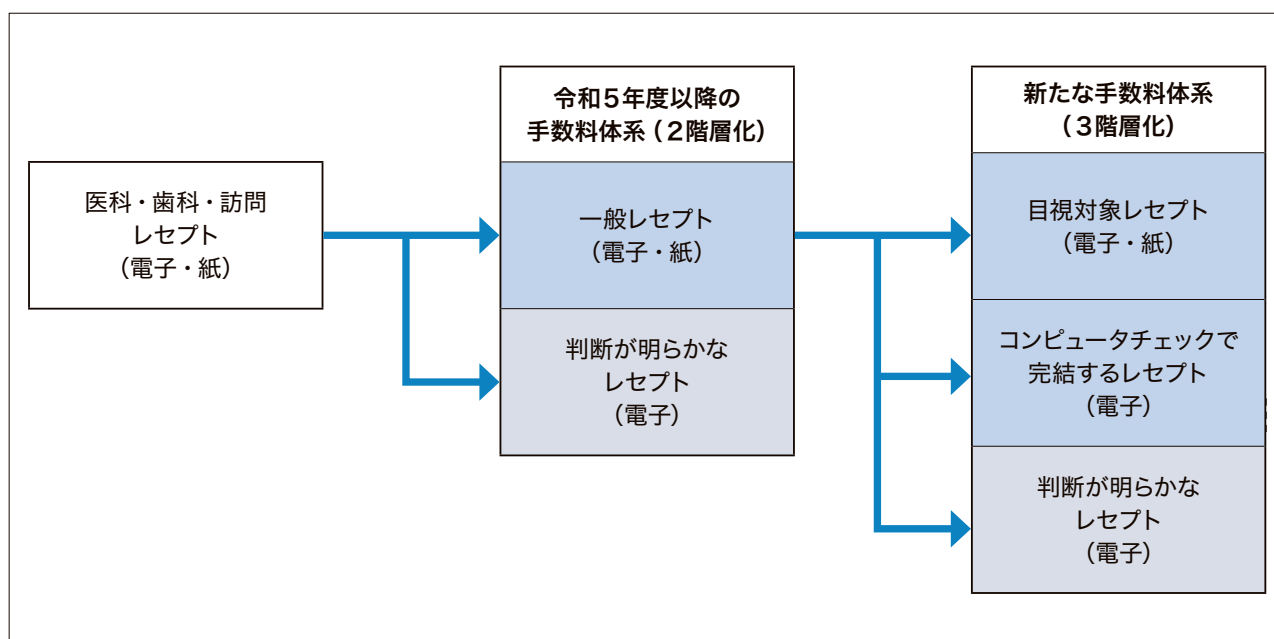 医科・歯科・訪問
レセプト
（電子・紙）
令和５年度以降の
手数料体系（２階層化）
一般レセプト
（電子・紙）
判断が明らかな
レセプト
（電子）
新たな手数料体系
（３階層化）
目視対象レセプト
（電子・紙）
コンピュータチェックで
完結するレセプト
（電子）
判断が明らかな
レセプト
（電子）